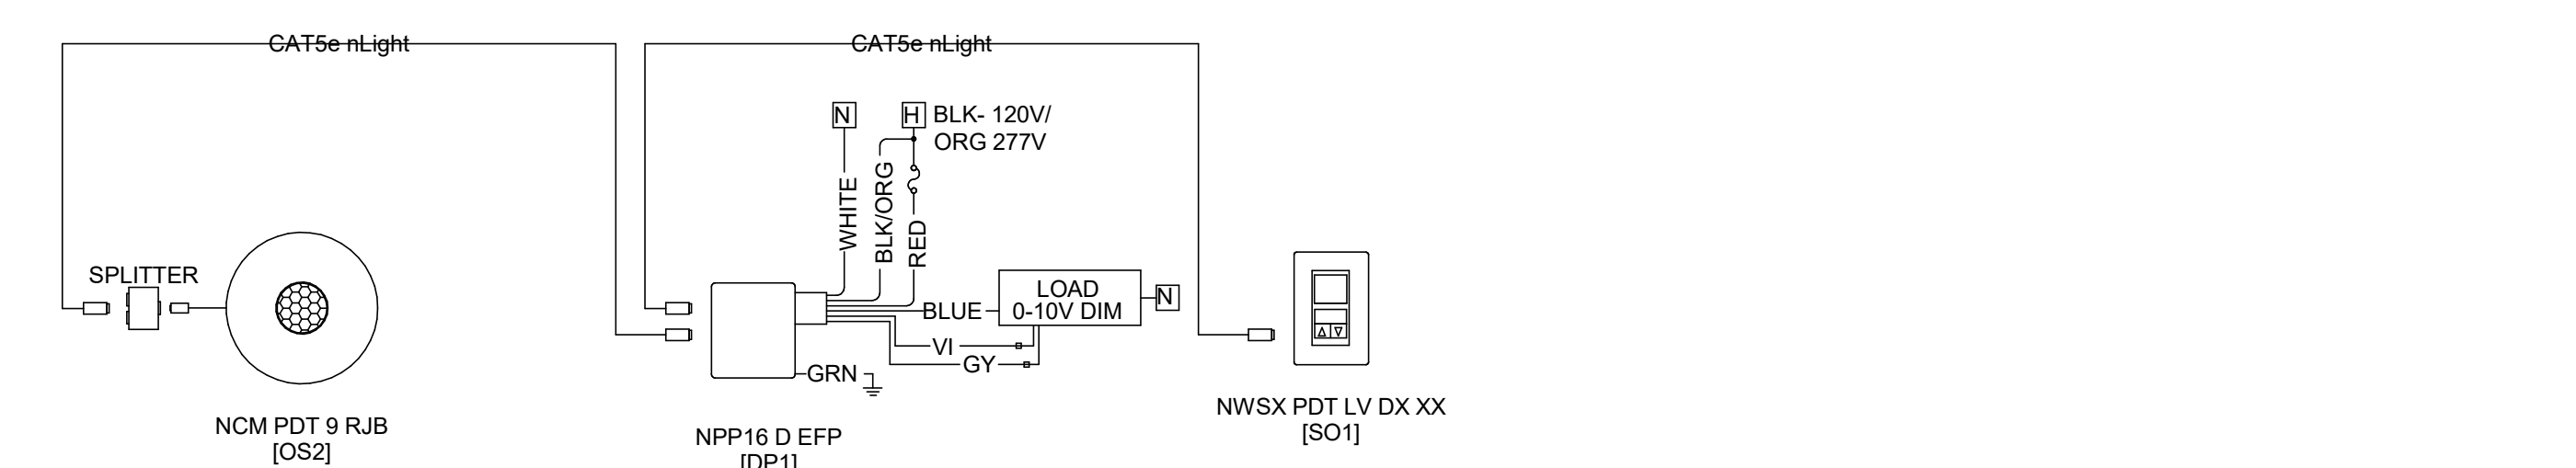 CAT5e nLight
CAT5e nLight
N
H
BLK- 120V/
ORG 277V
WHITE
BLK/ORG
RED
SPLITTER
LOAD
0-10V DIM
N
BLUE
VI
GY
GRN
NCM PDT 9 RJB
[OS2]
NPP16 D EFP
[DP1]
NWSX PDT LV DX XX
[SO1]